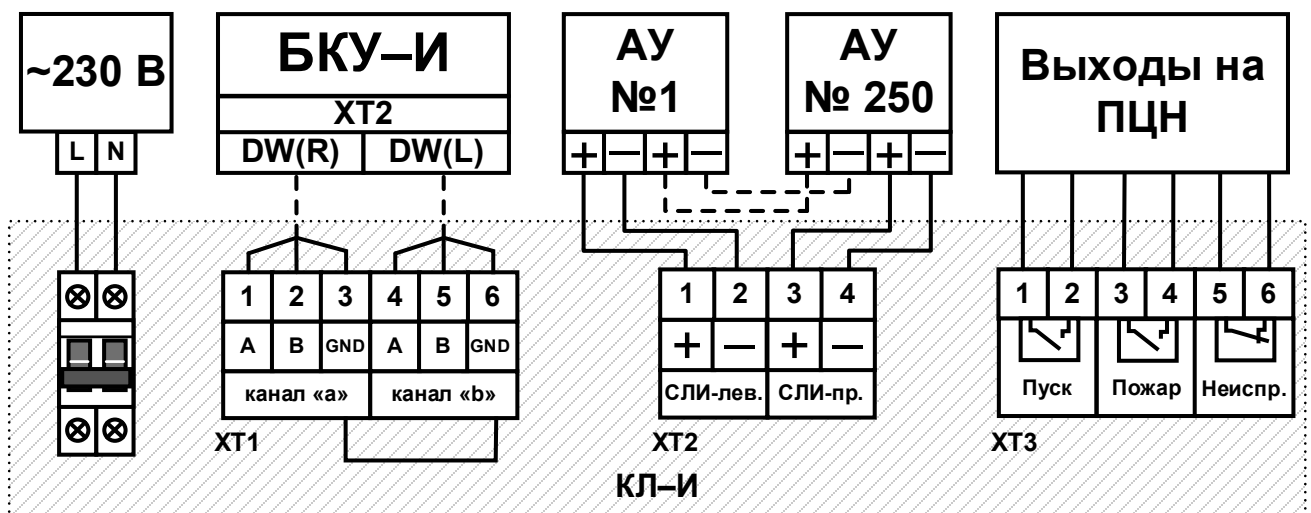 ~230 В
L N
БКУ–И
XT2
DW(R) DW(L)
АУ
№1
+ — + —
АУ
№ 250
+ — + —
Выходы на
ПЦН
1 2 3 4 5 6
A B GND A B GND
канал «a» канал «b»
XT1
1 2 3 4
+ — + —
СЛИ-лев. СЛИ-пр.
XT2
1 2 3 4 5 6
Пуск Пожар Неиспр.
XT3
КЛ–И